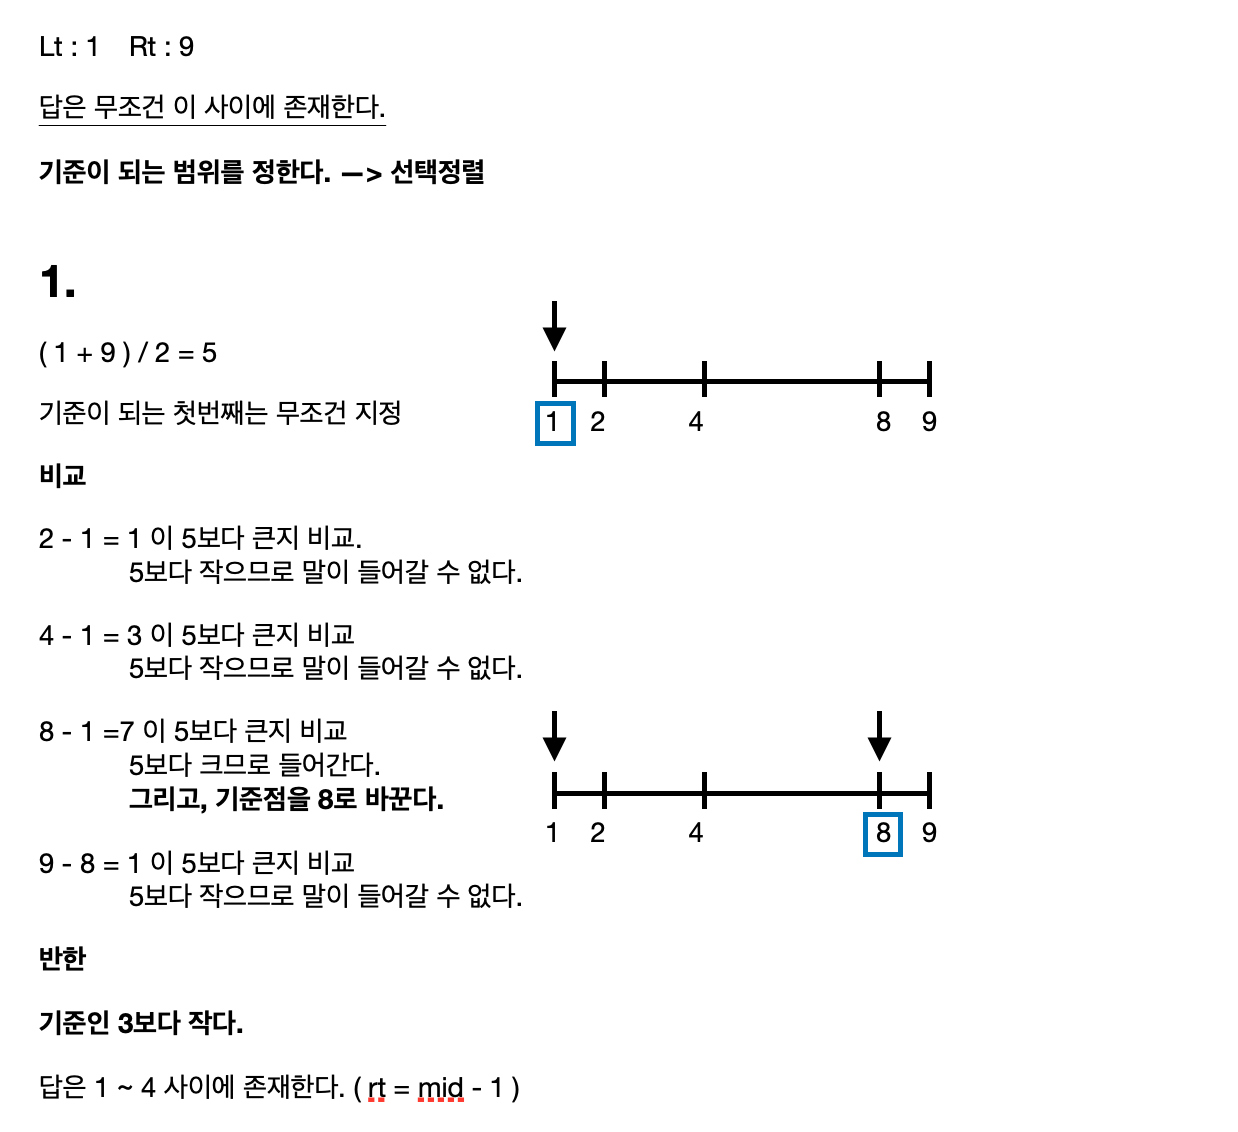 Lt : 1    Rt : 9
답은 무조건 이 사이에 존재한다.
기준이 되는 범위를 정한다. —> 선택정렬
1.
( 1 + 9 ) / 2 = 5
기준이 되는 첫번째는 무조건 지정
1 2 4 8 9
비교
2 - 1 = 1 이 5보다 큰지 비교.
5보다 작으므로 말이 들어갈 수 없다.
4 - 1 = 3 이 5보다 큰지 비교
5보다 작으므로 말이 들어갈 수 없다.
8 - 1 =7 이 5보다 큰지 비교
5보다 크므로 들어간다.
그리고, 기준점을 8로 바꾼다.
1 2 4 8 9
9 - 8 = 1 이 5보다 큰지 비교
5보다 작으므로 말이 들어갈 수 없다.
반한
기준인 3보다 작다.
답은 1 ~ 4 사이에 존재한다. ( rt = mid - 1 )